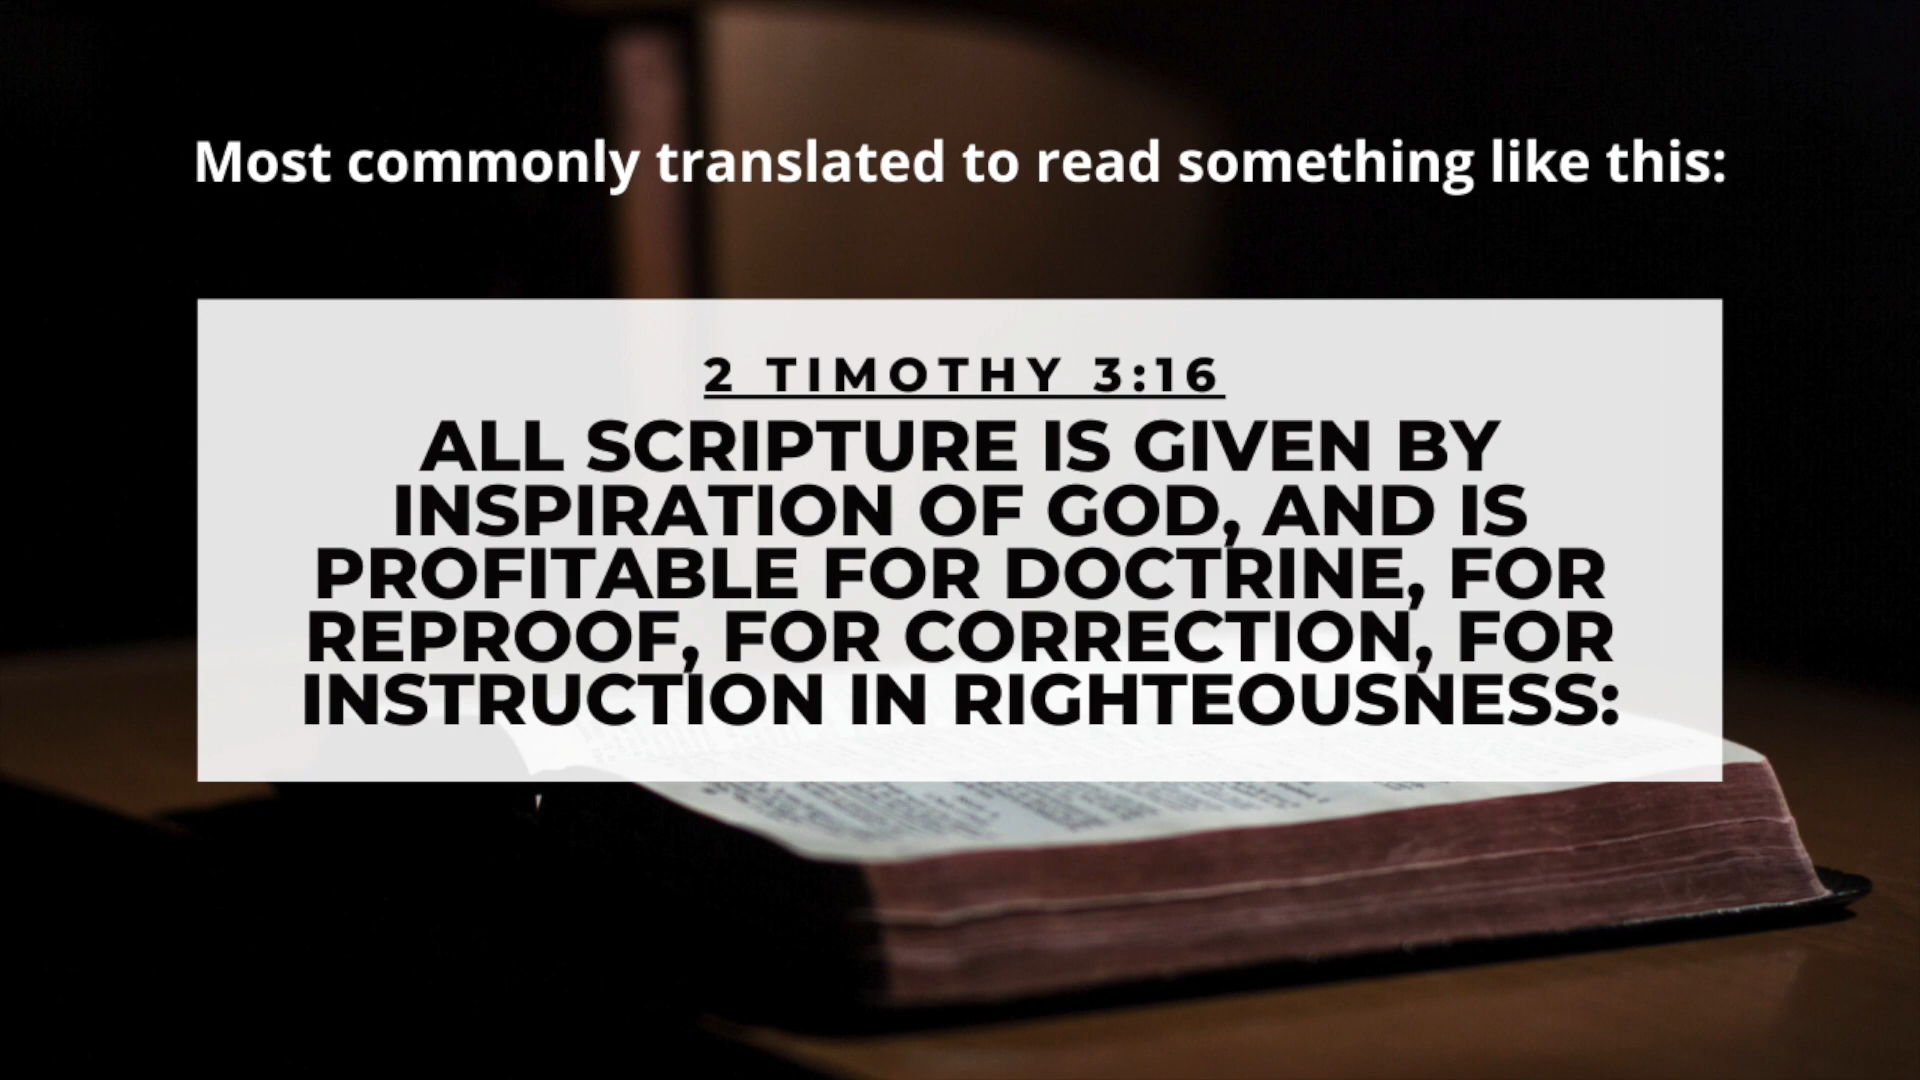 Most commonly translated to read something like this:
2 TIMOTHY 3:16
ALL SCRIPTURE IS GIVEN BY
INSPIRATION OF GOD, AND IS
PROFITABLE FOR DOCTRINE, FOR
REPROOF, FOR CORRECTION, FOR
INSTRUCTION IN RIGHTEOUSNESS: